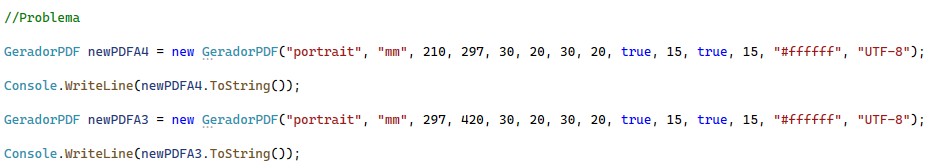 //Problema
GeradorPDF newPDFA4 = new GeradorPDF("portrait", "mm", 210, 297, 30, 20, 30, 20, true, 15, true, 15, "#ffffff", "UTF-8");
Console.WriteLine(newPDFA4.ToString());
GeradorPDF newPDFA3 = new GeradorPDF("portrait", "mm", 297, 420, 30, 20, 30, 20, true, 15, true, 15, "#ffffff", "UTF-8");
Console.WriteLine(newPDFA3.ToString());